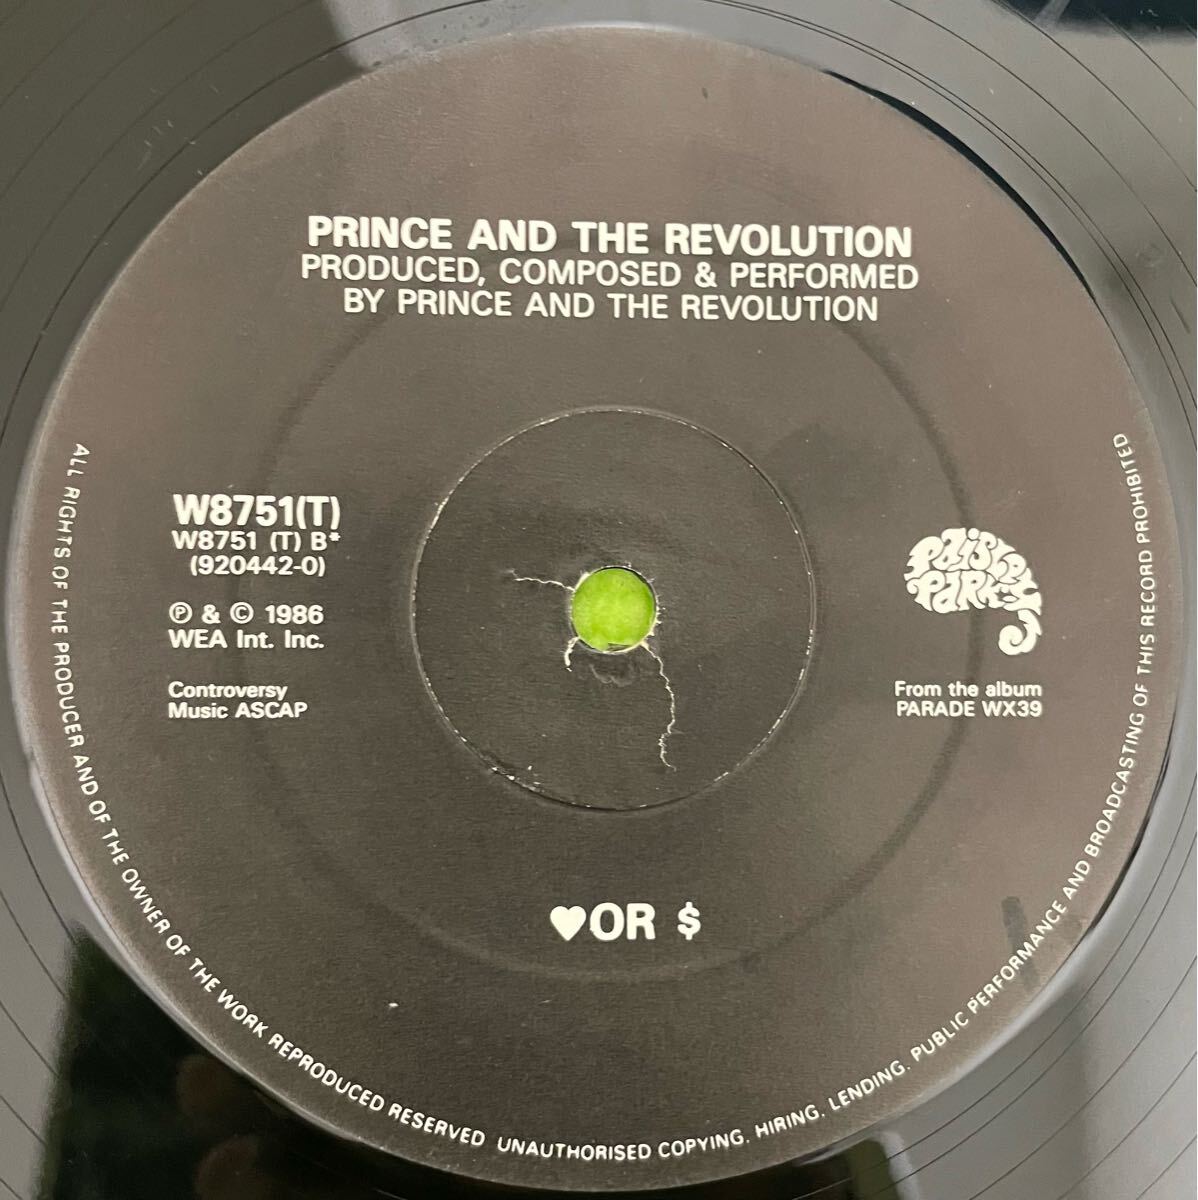 PRINCE AND THE REVOLUTION
PRODUCED, COMPOSED & PERFORMED
BY PRINCE AND THE REVOLUTION
W8751(T)
W8751 (T) B*
(920442-0)
Ⓟ & © 1986
WEA Int. Inc.
Controversy
Music ASCAP
PAISLEY
PARK
From the album
PARADE WX39
♥OR $
ALL RIGHTS OF THE PRODUCER AND OF THE OWNER OF THE WORK REPRODUCED RESERVED UNAUTHORISED COPYING, HIRING, LENDING, PUBLIC PERFORMANCE AND BROADCASTING OF THIS RECORD PROHIBITED